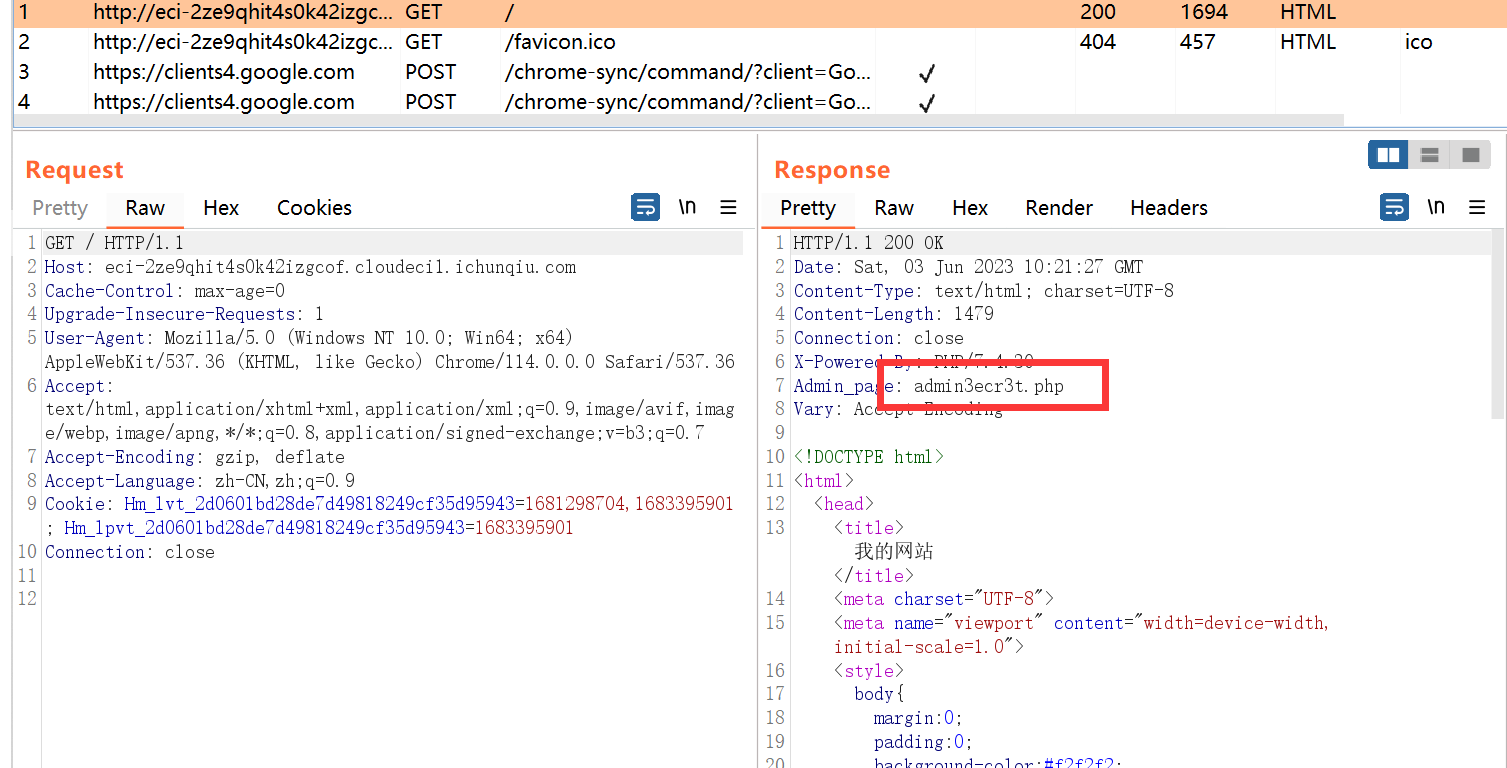 1 http://eci-2ze9qhit4s0k42izgc... GET / 200 1694 HTML
2 http://eci-2ze9qhit4s0k42izgc... GET /favicon.ico 404 457 HTML ico
3 https://clients4.google.com POST /chrome-sync/command/?client=Go... ✓
4 https://clients4.google.com POST /chrome-sync/command/?client=Go... ✓
Request
Pretty Raw Hex Cookies \n
1 GET / HTTP/1.1
2 Host: eci-2ze9qhit4s0k42izgcof.cloudeci1.ichunqiu.com
3 Cache-Control: max-age=0
4 Upgrade-Insecure-Requests: 1
5 User-Agent: Mozilla/5.0 (Windows NT 10.0; Win64; x64)
AppleWebKit/537.36 (KHTML, like Gecko) Chrome/114.0.0.0 Safari/537.36
6 Accept:
text/html,application/xhtml+xml,application/xml;q=0.9,image/avif,imag
e/webp,image/apng,*/*;q=0.8,application/signed-exchange;v=b3;q=0.7
7 Accept-Encoding: gzip, deflate
8 Accept-Language: zh-CN,zh;q=0.9
9 Cookie: Hm_lvt_2d0601bd28de7d49818249cf35d95943=1681298704,1683395901
; Hm_lpvt_2d0601bd28de7d49818249cf35d95943=1683395901
10 Connection: close
11
12
Response
Pretty Raw Hex Render Headers \n
1 HTTP/1.1 200 OK
2 Date: Sat, 03 Jun 2023 10:21:27 GMT
3 Content-Type: text/html; charset=UTF-8
4 Content-Length: 1479
5 Connection: close
6 X-Powered-By: PHP/7.4.30
7 Admin_page: admin3ecr3t.php
8 Vary: Accept-Encoding
9
10 <!DOCTYPE html>
11 <html>
12 <head>
13 <title>
我的网站
</title>
14 <meta charset="UTF-8">
15 <meta name="viewport" content="width=device-width,
initial-scale=1.0">
16 <style>
17 body{
18 margin:0;
19 padding:0;
20 background-color:#f2f2f2;